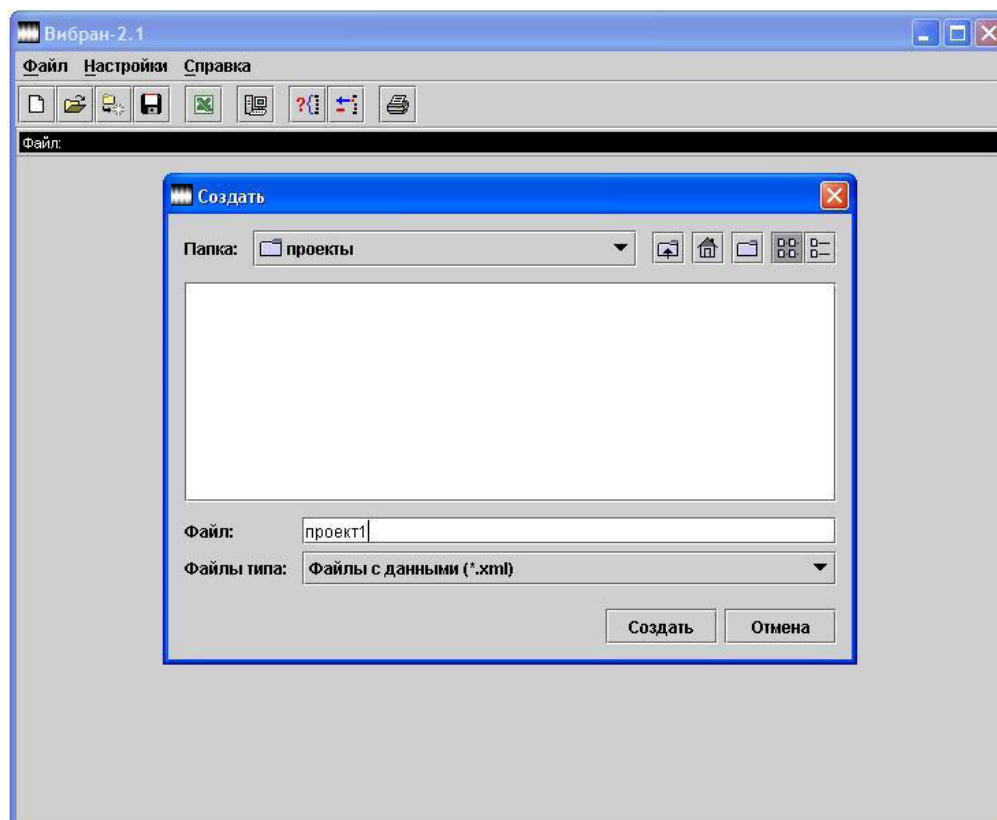 Вибран-2.1
Файл Настройки Справка
Файл:
Создать
Папка: проекты
Файл: проект1
Файлы типа: Файлы с данными (*.xml)
Создать Отмена